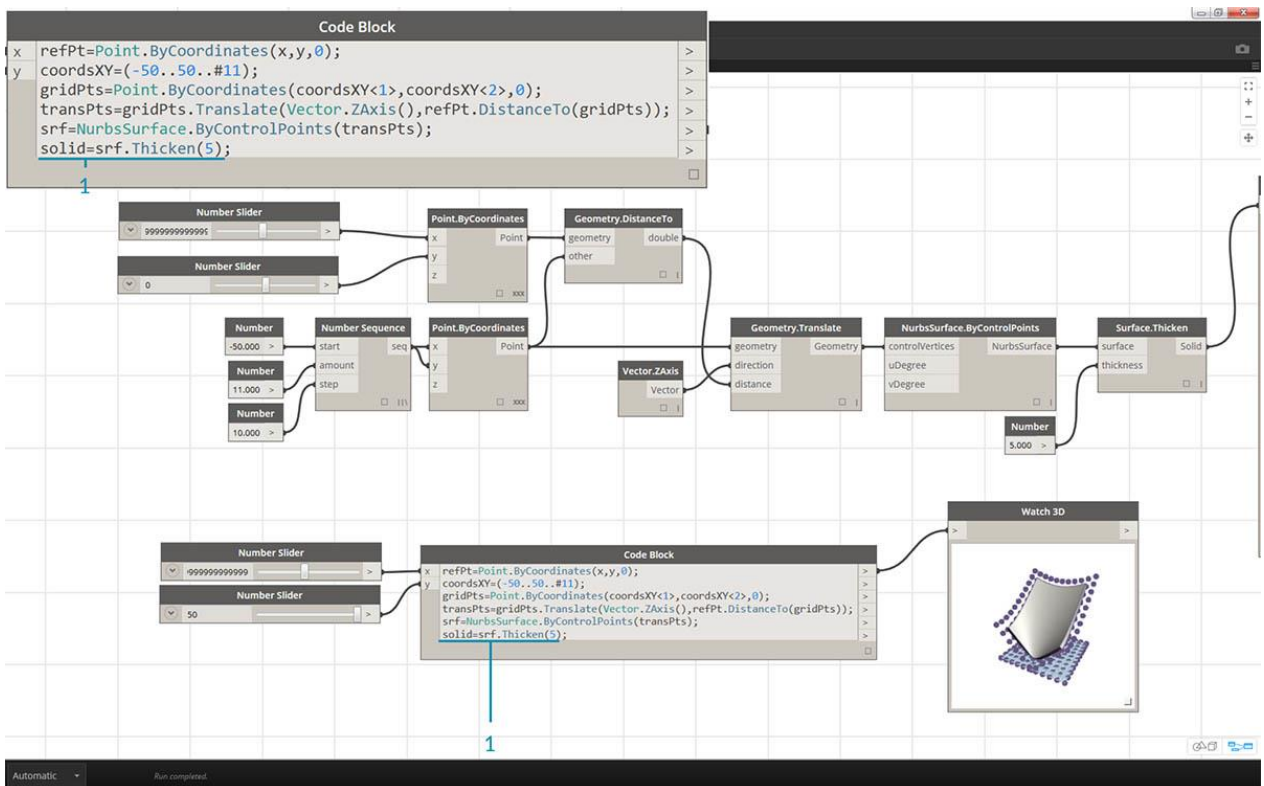 Code Block
x refPt=Point.ByCoordinates(x,y,0); >
y coordsXY=(-50..50..#11); >
gridPts=Point.ByCoordinates(coordsXY<1>,coordsXY<2>,0); >
transPts=gridPts.Translate(Vector.ZAxis(),refPt.DistanceTo(gridPts)); >
srf=NurbsSurface.ByControlPoints(transPts); >
solid=srf.Thicken(5); >
1
Number Slider
9999999999999 >
Number Slider
0 >
Point.ByCoordinates
x Point
y
z
xxx
Geometry.DistanceTo
geometry double
other
Number
-50.000 >
Number
11.000 >
Number
10.000 >
Number Sequence
start seq
amount
step
Point.ByCoordinates
x Point
y
z
xxx
Vector.ZAxis
Vector
Geometry.Translate
geometry Geometry
direction
distance
NurbsSurface.ByControlPoints
controlVertices NurbsSurface
uDegree
vDegree
Surface.Thicken
surface Solid
thickness
Number
5.000 >
Number Slider
999999999999 >
Number Slider
50 >
Code Block
x refPt=Point.ByCoordinates(x,y,0); >
y coordsXY=(-50..50..#11); >
gridPts=Point.ByCoordinates(coordsXY<1>,coordsXY<2>,0); >
transPts=gridPts.Translate(Vector.ZAxis(),refPt.DistanceTo(gridPts)); >
srf=NurbsSurface.ByControlPoints(transPts); >
solid=srf.Thicken(5); >
1
Watch 3D
> >
Automatic
Run completed.